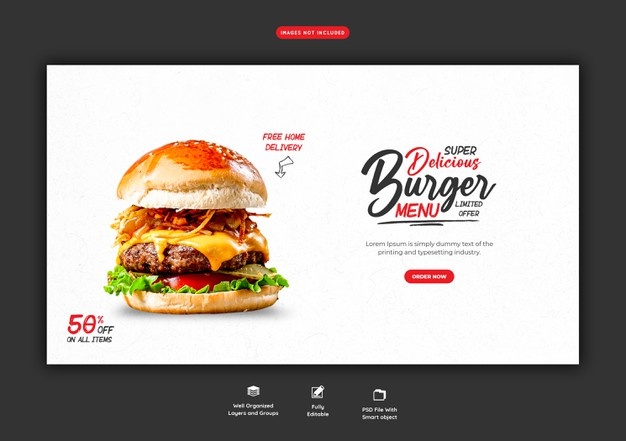 IMAGES NOT INCLUDED
FREE HOME
DELIVERY
SUPER
Delicious
Burger
MENU
LIMITED
OFFER
Lorem Ipsum is simply dummy text of the
printing and typesetting industry.
ORDER NOW
50% OFF
ON ALL ITEMS
Well Organized
Layers and Groups
Fully
Editable
PSD File With
Smart object